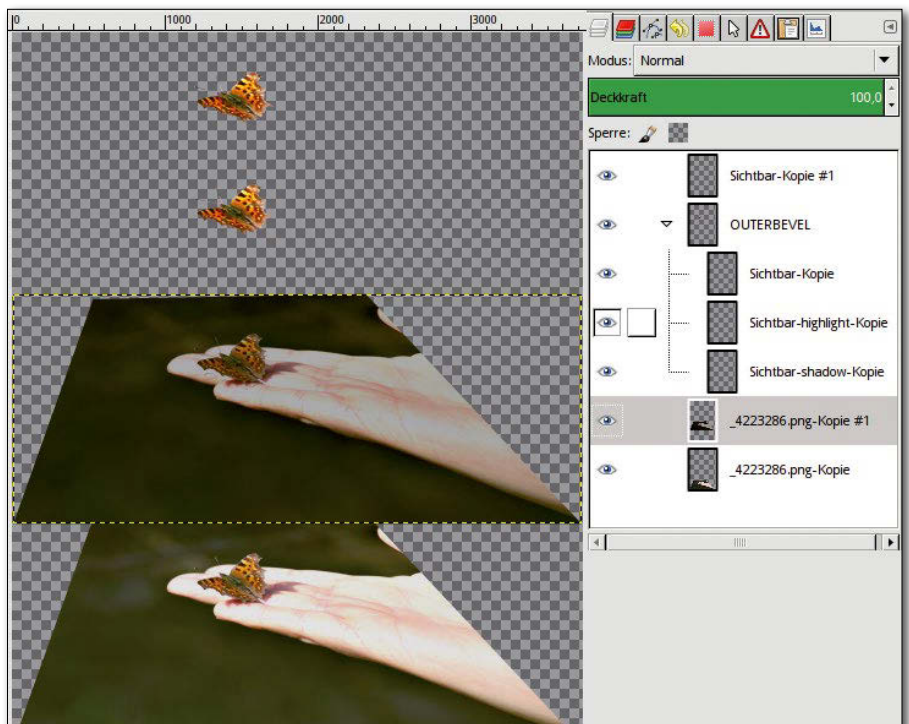 0 1000 2000 3000
Modus: Normal
Deckkraft 100,0
Sperre:
Sichtbar-Kopie #1
OUTERBEVEL
Sichtbar-Kopie
Sichtbar-highlight-Kopie
Sichtbar-shadow-Kopie
_4223286.png-Kopie #1
_4223286.png-Kopie